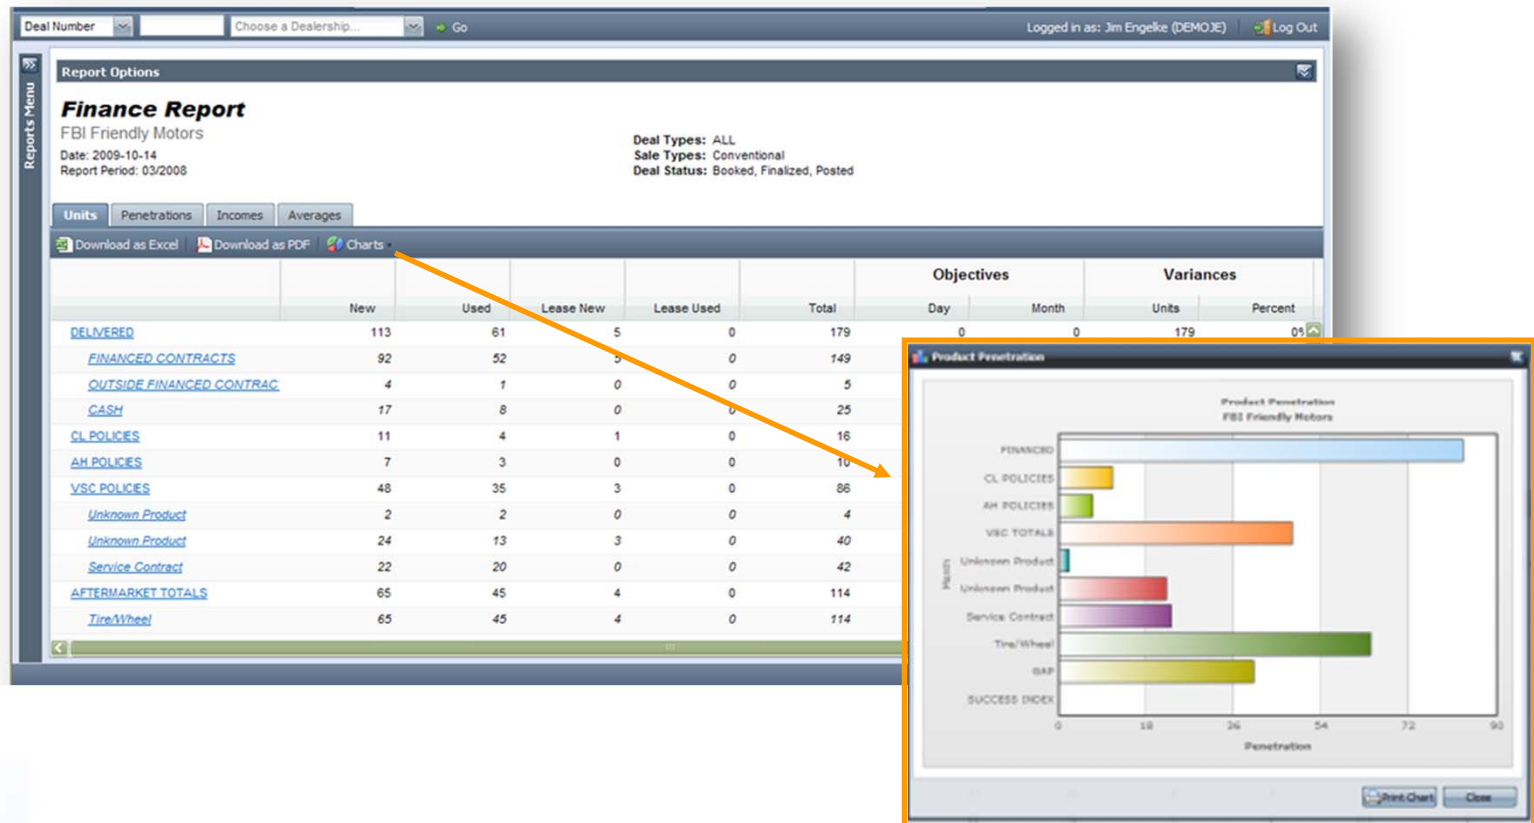 Deal Number Choose a Dealership... Go Logged in as: Jim Engelke (DEMOJE) Log Out
Reports Menu
Report Options
Finance Report
FBI Friendly Motors
Date: 2009-10-14
Report Period: 03/2008
Deal Types: ALL
Sale Types: Conventional
Deal Status: Booked, Finalized, Posted
Units Penetrations Incomes Averages
Download as Excel Download as PDF Charts
Objectives Variances
New Used Lease New Lease Used Total Day Month Units Percent
DELIVERED 113 61 5 0 179 0 0 179
FINANCED CONTRACTS 92 52 5 0 149
OUTSIDE FINANCED CONTRAC 4 1 0 0 5
CASH 17 8 0 0 25
CL POLICIES 11 4 1 0 16
AH POLICIES 7 3 0 0 10
VSC POLICIES 48 35 3 0 86
Unknown Product 2 2 0 0 4
Unknown Product 24 13 3 0 40
Service Contract 22 20 0 0 42
AFTERMARKET TOTALS 65 45 4 0 114
Tire/Wheel 65 45 4 0 114
Product Penetration
Product Penetration
FBI Friendly Motors
FINANCED
CL POLICIES
AH POLICIES
VSC TOTALS
Unknown Product
Unknown Product
Service Contract
Tire/Wheel
GAP
SUCCESS INDEX
0 18 36 54 72 90
Penetration
Print Chart Close